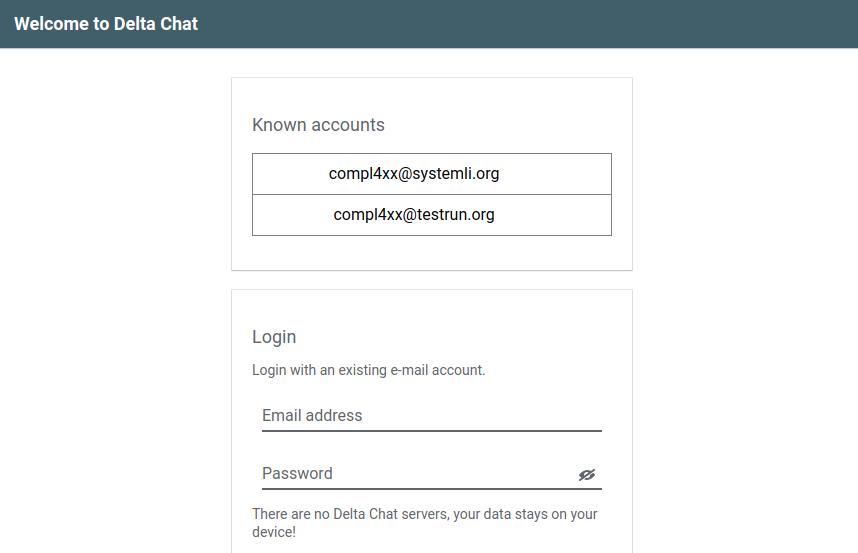 Welcome to Delta Chat
Known accounts
compl4xx@systemli.org
compl4xx@testrun.org
Login
Login with an existing e-mail account.
Email address
Password
There are no Delta Chat servers, your data stays on your
device!